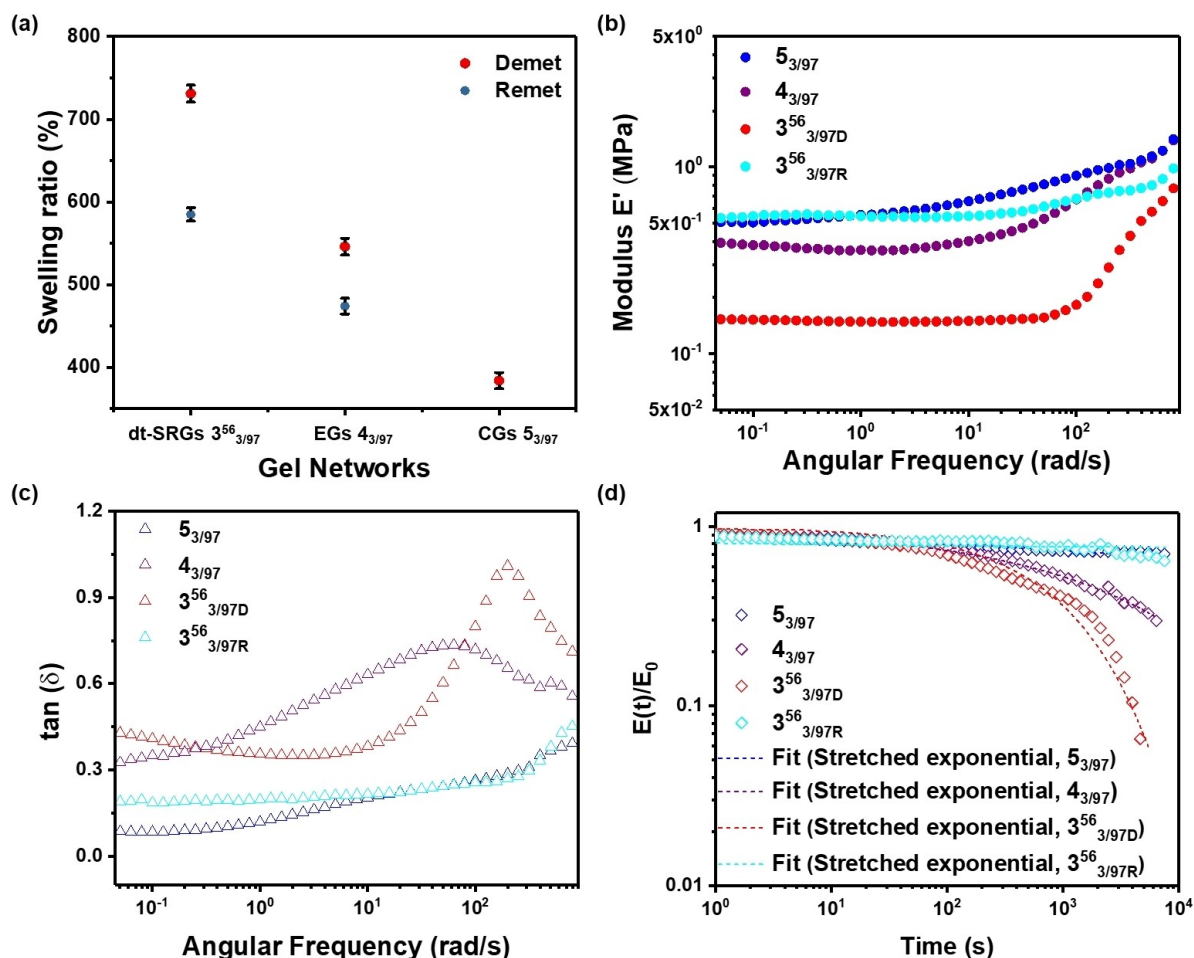 (a)
800
700
600
500
400
Swelling ratio (%)
Demet
Remet
dt-SRGs 3⁵⁶₃/₉₇
EGs 4₃/₉₇
CGs 5₃/₉₇
Gel Networks
(b)
5x10⁰
10⁰
5x10⁻¹
10⁻¹
5x10⁻²
Modulus E' (MPa)
5₃/₉₇
4₃/₉₇
3⁵⁶₃/₉₇D
3⁵⁶₃/₉₇R
10⁻¹
10⁰
10¹
10²
Angular Frequency (rad/s)
(c)
1.2
0.9
0.6
0.3
0.0
tan (δ)
5₃/₉₇
4₃/₉₇
3⁵⁶₃/₉₇D
3⁵⁶₃/₉₇R
10⁻¹
10⁰
10¹
10²
Angular Frequency (rad/s)
(d)
1
0.1
0.01
E(t)/E₀
5₃/₉₇
4₃/₉₇
3⁵⁶₃/₉₇D
3⁵⁶₃/₉₇R
Fit (Stretched exponential, 5₃/₉₇)
Fit (Stretched exponential, 4₃/₉₇)
Fit (Stretched exponential, 3⁵⁶₃/₉₇D)
Fit (Stretched exponential, 3⁵⁶₃/₉₇R)
10⁰
10¹
10²
10³
10⁴
Time (s)